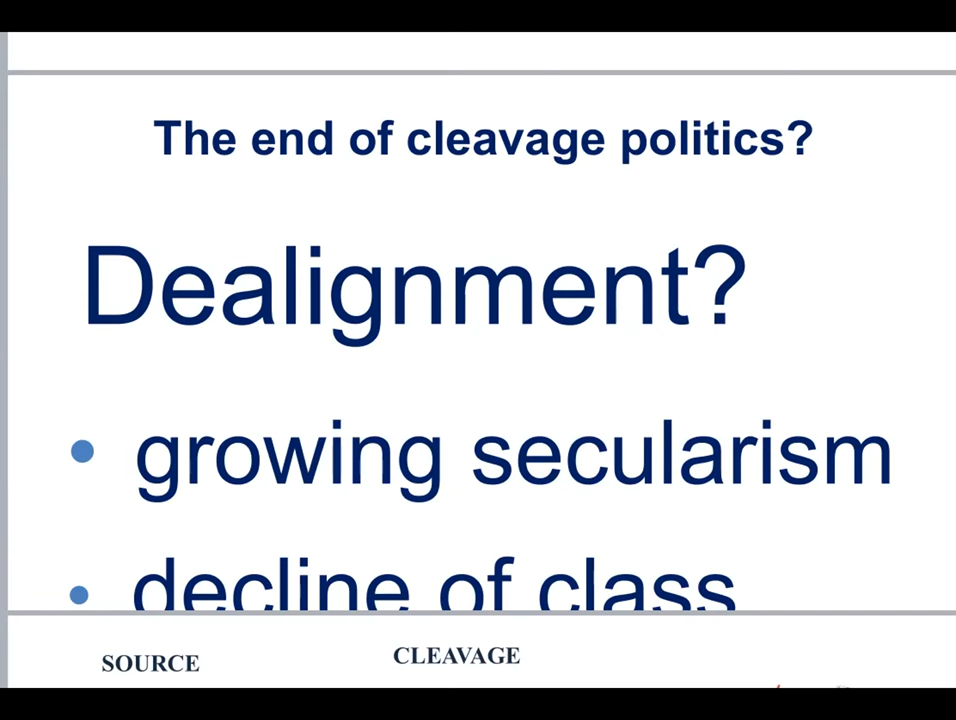 The end of cleavage politics?
Dealignment?
• growing secularism
• decline of class
SOURCE
CLEAVAGE